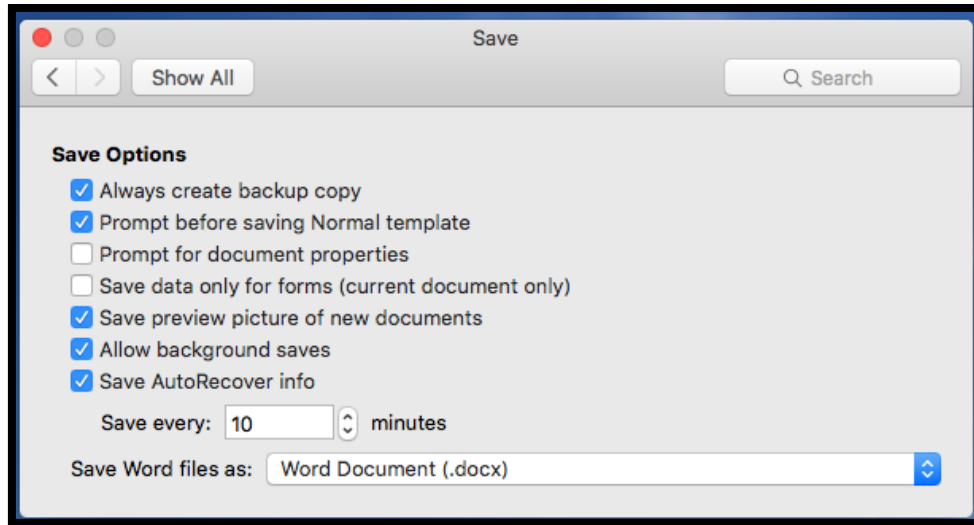 Save
Show All
Search
Save Options
Always create backup copy
Prompt before saving Normal template
Prompt for document properties
Save data only for forms (current document only)
Save preview picture of new documents
Allow background saves
Save AutoRecover info
Save every: 10 minutes
Save Word files as: Word Document (.docx)